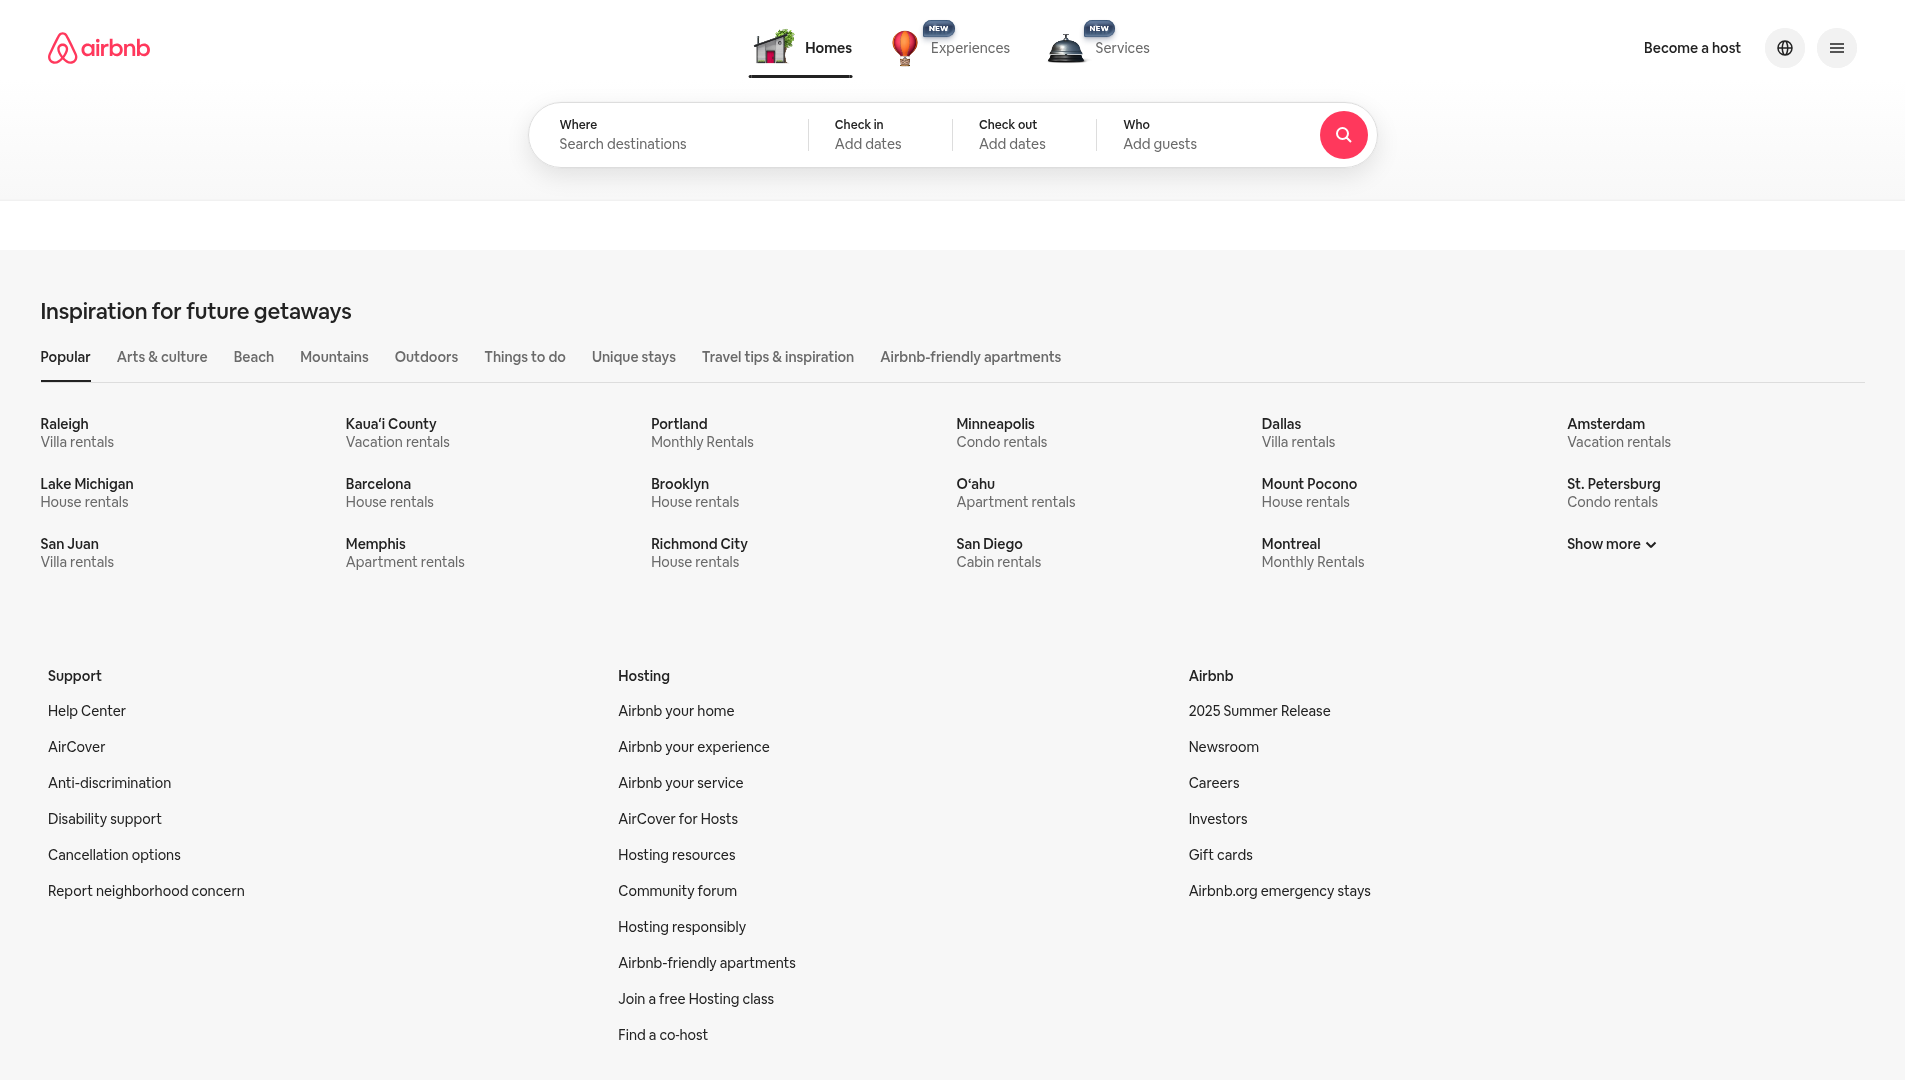 airbnb
Homes
NEW
Experiences
NEW
Services
Become a host
Where
Search destinations
Check in
Add dates
Check out
Add dates
Who
Add guests
Inspiration for future getaways
Popular Arts & culture Beach Mountains Outdoors Things to do Unique stays Travel tips & inspiration Airbnb-friendly apartments
Raleigh
Villa rentals
Kauaʻi County
Vacation rentals
Portland
Monthly Rentals
Minneapolis
Condo rentals
Dallas
Villa rentals
Amsterdam
Vacation rentals
Lake Michigan
House rentals
Barcelona
House rentals
Brooklyn
House rentals
Oʻahu
Apartment rentals
Mount Pocono
House rentals
St. Petersburg
Condo rentals
San Juan
Villa rentals
Memphis
Apartment rentals
Richmond City
House rentals
San Diego
Cabin rentals
Montreal
Monthly Rentals
Show more
Support
Help Center
AirCover
Anti-discrimination
Disability support
Cancellation options
Report neighborhood concern
Hosting
Airbnb your home
Airbnb your experience
Airbnb your service
AirCover for Hosts
Hosting resources
Community forum
Hosting responsibly
Airbnb-friendly apartments
Join a free Hosting class
Find a co‑host
Airbnb
2025 Summer Release
Newsroom
Careers
Investors
Gift cards
Airbnb.org emergency stays